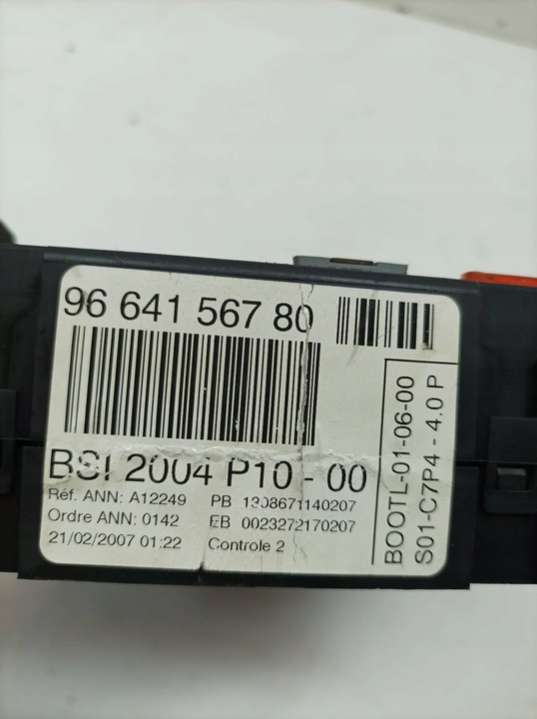 96 641 567 80
BSI 2004 P10 - 00
Réf. ANN: A12249 PB 1308671140207
Ordre ANN: 0142 EB 0023272170207
21/02/2007 01:22 Controle 2
BOOTL-01-06-00
S01-C7P4 - 4.0 P